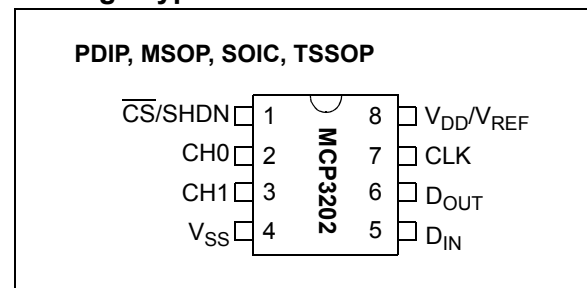 PDIP, MSOP, SOIC, TSSOP
CS/SHDN 1 8 VDD/VREF
CH0 2 7 CLK
CH1 3 6 DOUT
VSS 4 5 DIN
MCP3202